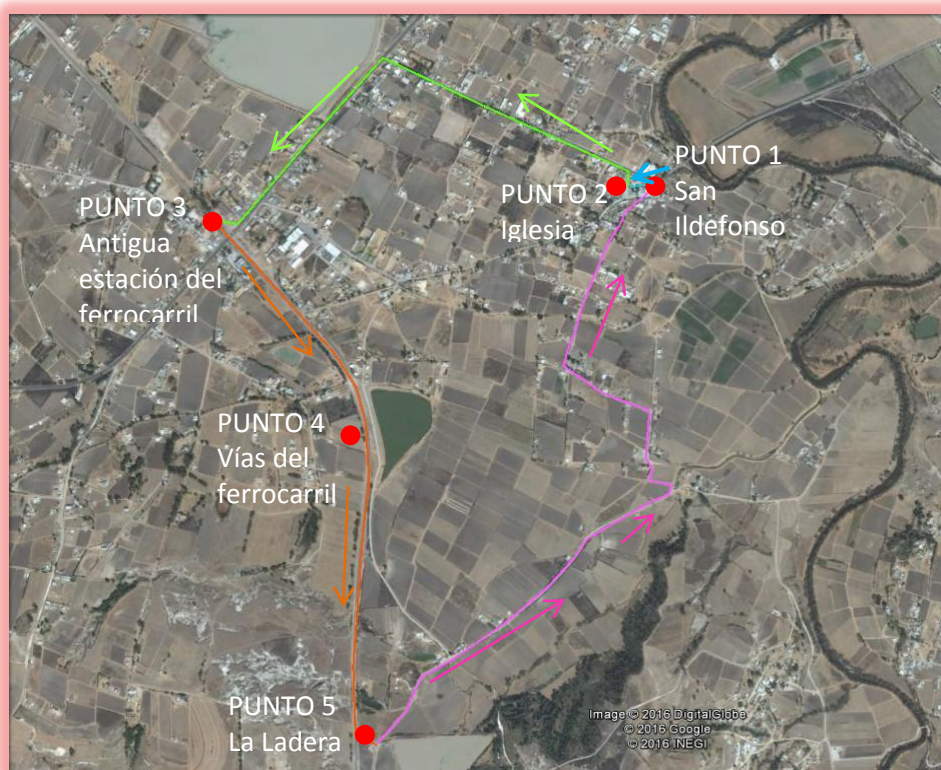 PUNTO 1
San
Ildefonso
PUNTO 2
Iglesia
PUNTO 3
Antigua
estación del
ferrocarril
PUNTO 4
Vías del
ferrocarril
PUNTO 5
La Ladera
Image © 2016 DigitalGlobe
© 2016 Google
© 2016 INEGI